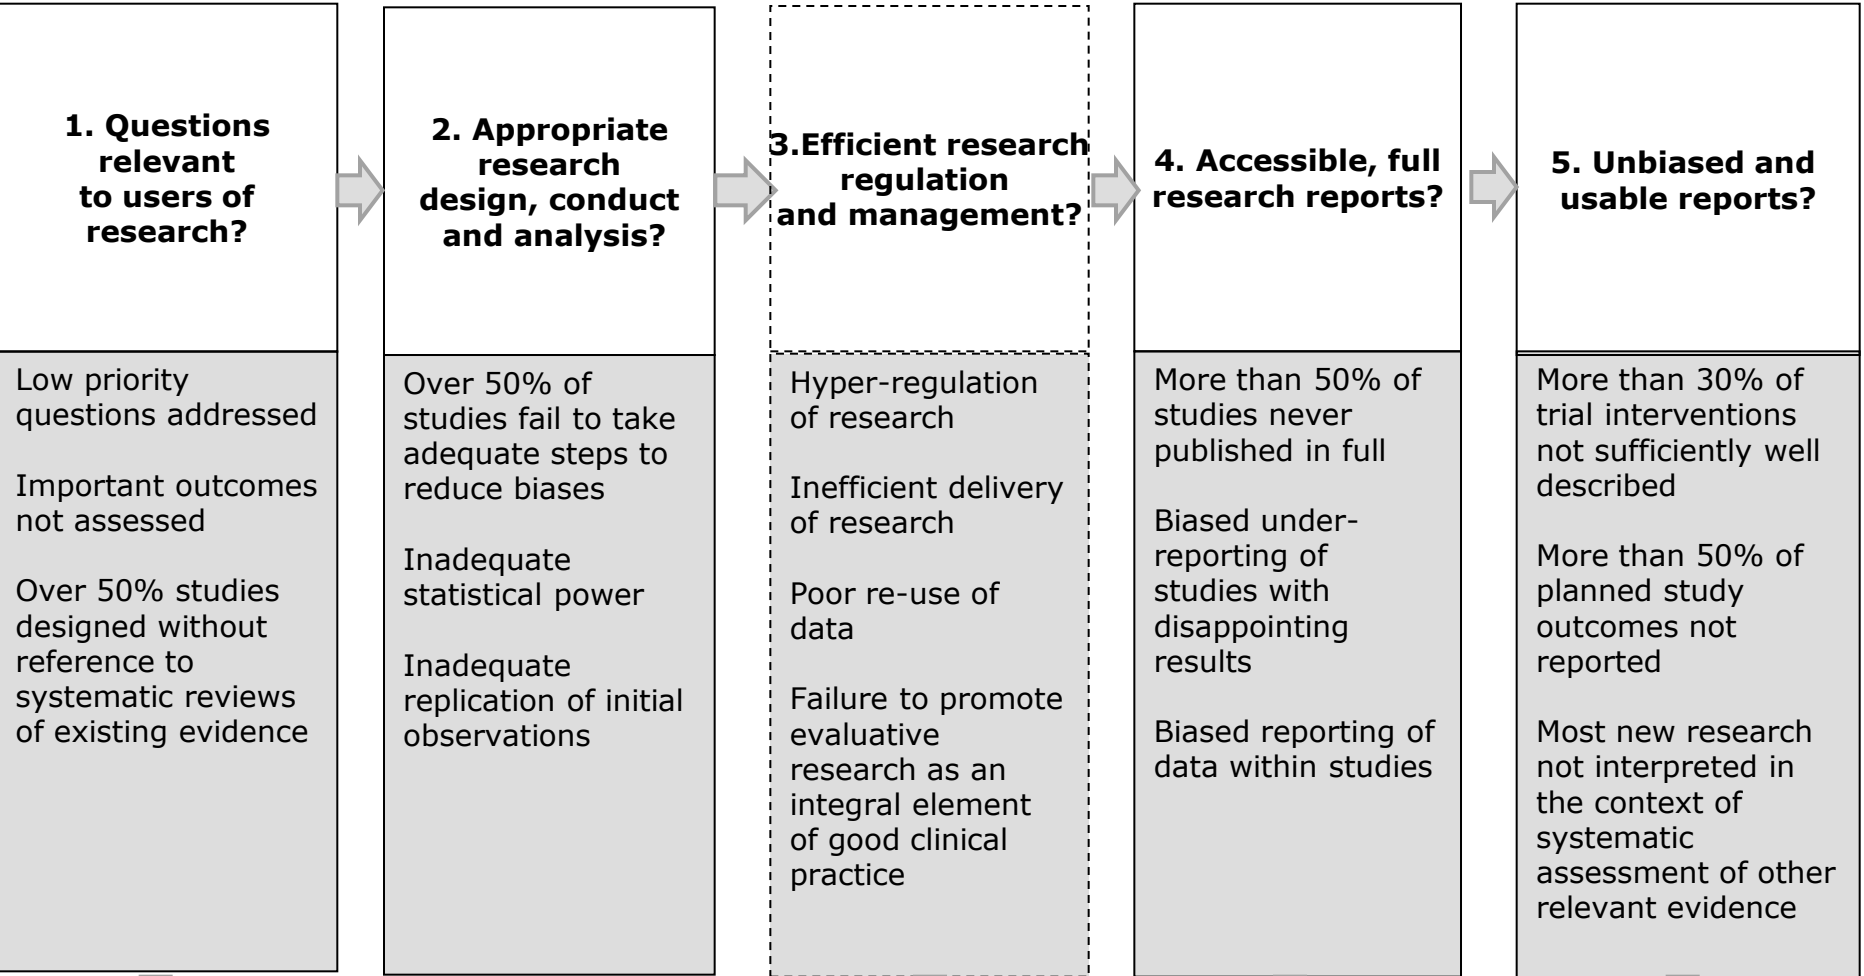 1. Questions
relevant
to users of
research?
Low priority
questions addressed
Important outcomes
not assessed
Over 50% studies
designed without
reference to
systematic reviews
of existing evidence
2. Appropriate
research
design, conduct
and analysis?
Over 50% of
studies fail to take
adequate steps to
reduce biases
Inadequate
statistical power
Inadequate
replication of initial
observations
3.Efficient research
regulation
and management?
Hyper-regulation
of research
Inefficient delivery
of research
Poor re-use of
data
Failure to promote
evaluative
research as an
integral element
of good clinical
practice
4. Accessible, full
research reports?
More than 50% of
studies never
published in full
Biased under-
reporting of
studies with
disappointing
results
Biased reporting of
data within studies
5. Unbiased and
usable reports?
More than 30% of
trial interventions
not sufficiently well
described
More than 50% of
planned study
outcomes not
reported
Most new research
not interpreted in
the context of
systematic
assessment of other
relevant evidence